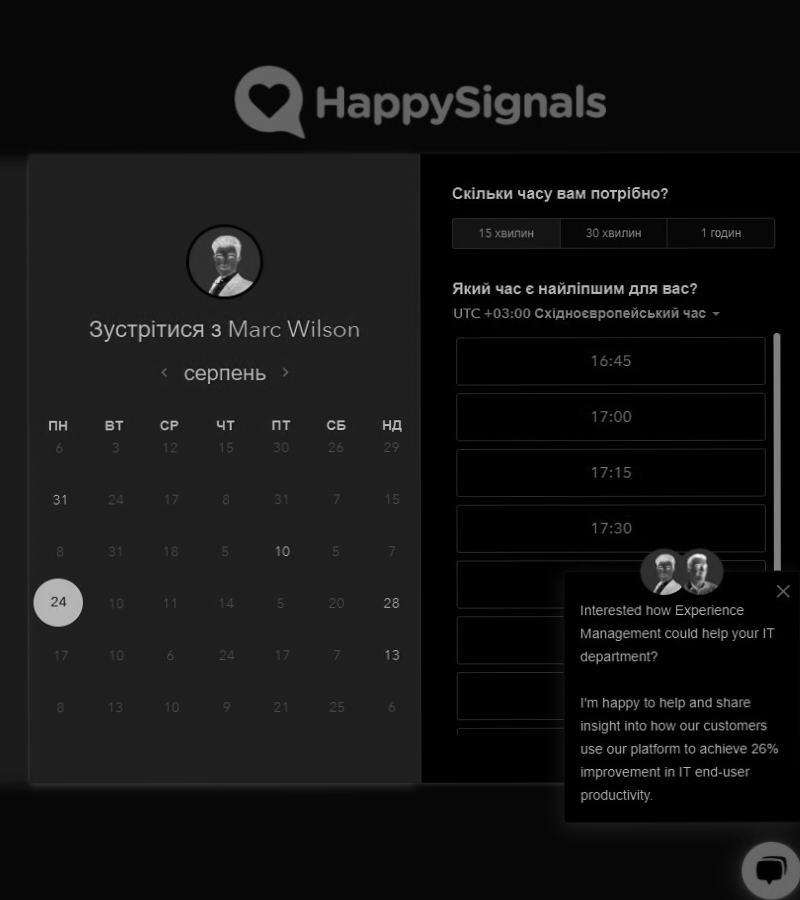 HappySignals
Зустрітися з Marc Wilson
серпень
ПН ВТ СР ЧТ ПТ СБ НД
6 3 12 15 30 26 29
31 24 17 8 31 7 15
8 31 18 5 10 5 7
24 10 11 14 5 20 28
17 10 6 24 17 7 13
8 13 10 9 21 25 6
Скільки часу вам потрібно?
15 хвилин 30 хвилин 1 годин
Який час є найліпшим для вас?
UTC +03:00 Східноєвропейський час
16:45
17:00
17:15
17:30
Interested how Experience
Management could help your IT
department?
I'm happy to help and share
insight into how our customers
use our platform to achieve 26%
improvement in IT end-user
productivity.